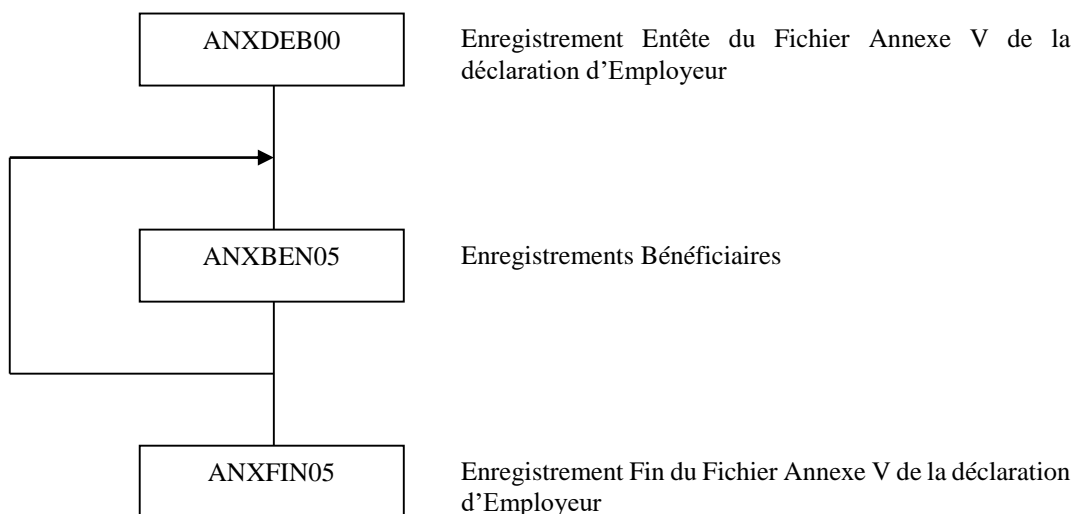 ANXDEB00
Enregistrement Entête du Fichier Annexe V de la
déclaration d’Employeur
ANXBEN05
Enregistrements Bénéficiaires
ANXFIN05
Enregistrement Fin du Fichier Annexe V de la déclaration
d’Employeur